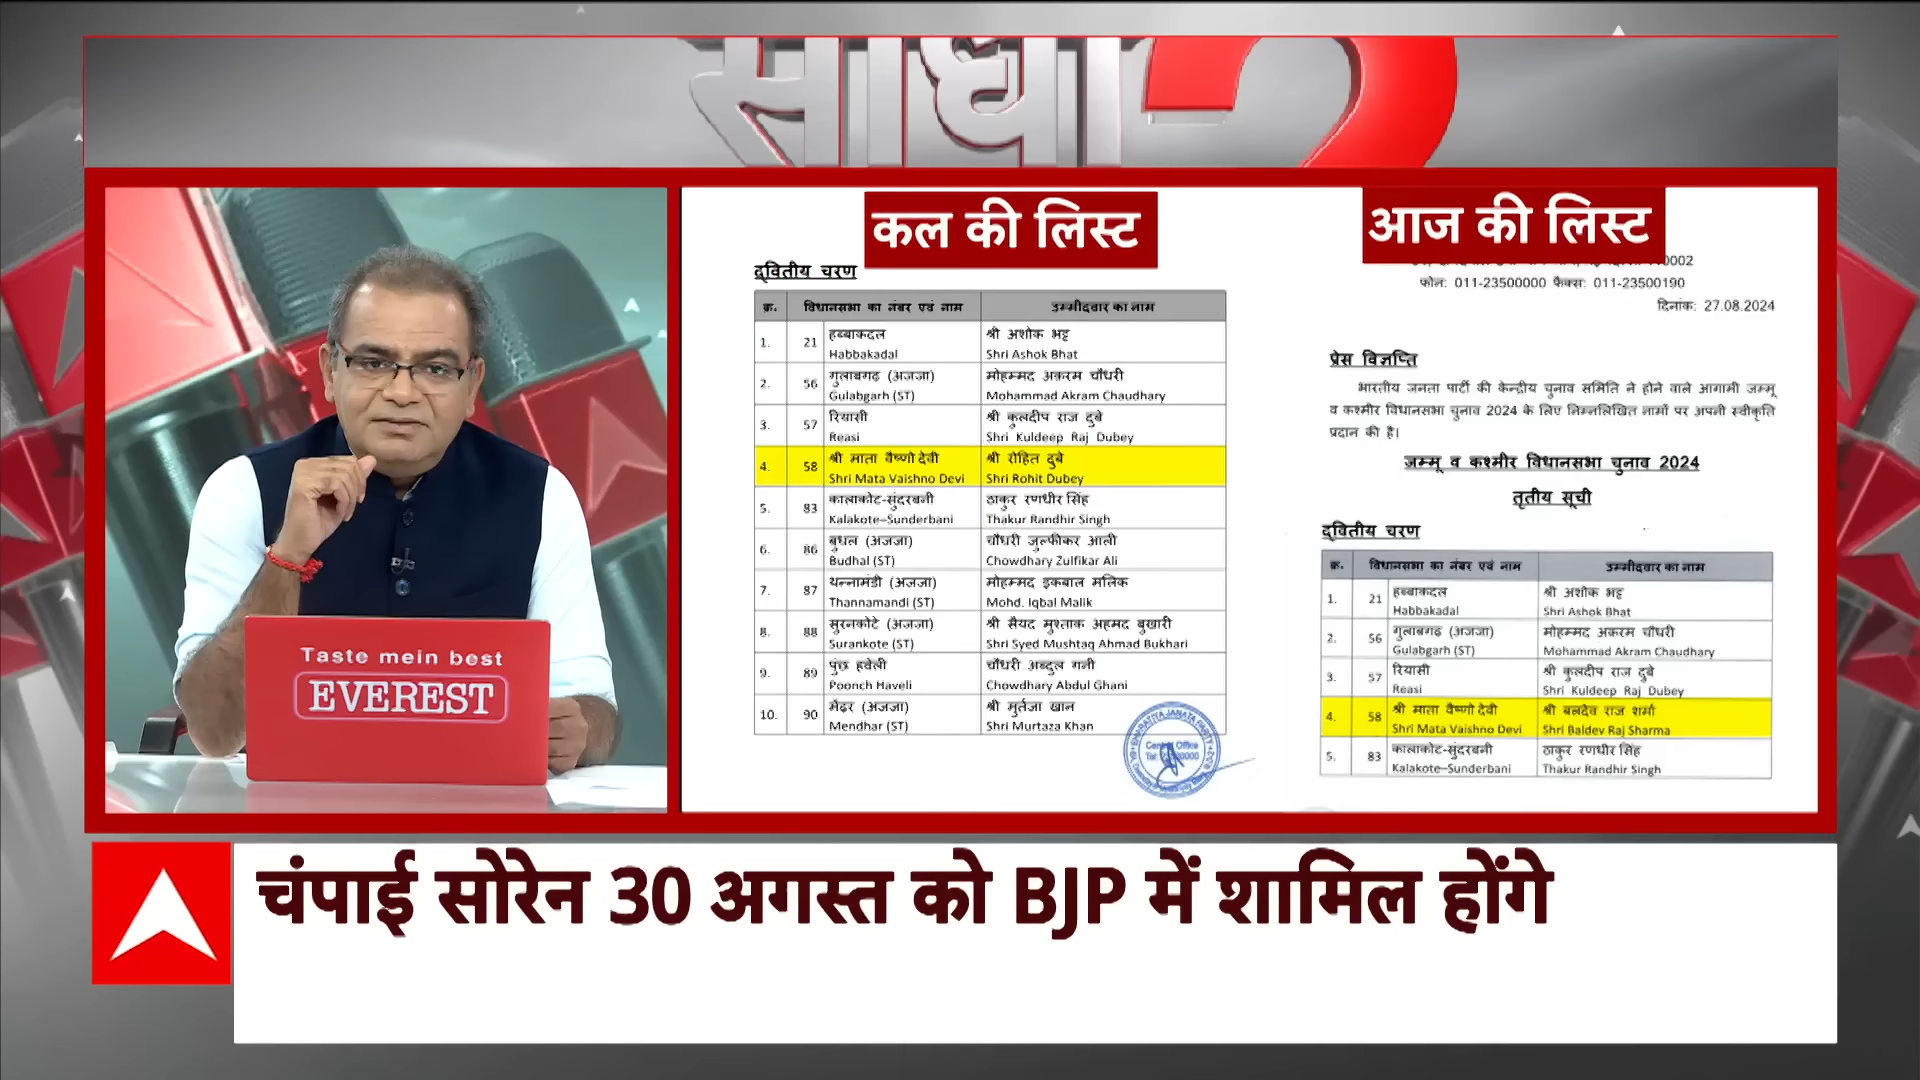 कल की लिस्ट
द्वितीय चरण
क्र. विधानसभा का नंबर एवं नाम उम्मीदवार का नाम
1. 21 हब्बाकदल श्री अशोक भट्ट
Habbakadal Shri Ashok Bhat
2. 56 गुलाबगढ़ (अजजा) मोहम्मद अकरम चौधरी
Gulabgarh (ST) Mohammad Akram Chaudhary
3. 57 रियासी श्री कुलदीप राज दुबे
Reasi Shri Kuldeep Raj Dubey
4. 58 श्री माता वैष्णो देवी श्री रोहित दुबे
Shri Mata Vaishno Devi Shri Rohit Dubey
5. 83 कालाकोट-सुंदरबनी ठाकुर रणधीर सिंह
Kalakote–Sunderbani Thakur Randhir Singh
6. 86 बुधल (अजजा) चौधरी जुल्फीकर आली
Budhal (ST) Chowdhary Zulfikar Ali
7. 87 थन्नामंडी (अजजा) मोहम्मद इकबाल मलिक
Thannamandi (ST) Mohd. Iqbal Malik
8. 88 सुरनकोटे (अजजा) श्री सैयद मुश्ताक अहमद बुखारी
Surankote (ST) Shri Syed Mushtaq Ahmad Bukhari
9. 89 पुंछ हवेली चौधरी अब्दुल गनी
Poonch Haveli Chowdhary Abdul Ghani
10. 90 मेंढर (अजजा) श्री मुर्तजा खान
Mendhar (ST) Shri Murtaza Khan
BHARATIYA JANATA PARTY
Central Office
आज की लिस्ट
फोन: 011-23500000 फैक्स: 011-23500190
दिनांक: 27.08.2024
प्रेस विज्ञप्ति
भारतीय जनता पार्टी की केन्द्रीय चुनाव समिति ने होने वाले आगामी जम्मू
व कश्मीर विधानसभा चुनाव 2024 के लिए निम्नलिखित नामों पर अपनी स्वीकृति
प्रदान की है।
जम्मू व कश्मीर विधानसभा चुनाव 2024
तृतीय सूची
द्वितीय चरण
क्र. विधानसभा का नंबर एवं नाम उम्मीदवार का नाम
1. 21 हब्बाकदल श्री अशोक भट्ट
Habbakadal Shri Ashok Bhat
2. 56 गुलाबगढ़ (अजजा) मोहम्मद अकरम चौधरी
Gulabgarh (ST) Mohammad Akram Chaudhary
3. 57 रियासी श्री कुलदीप राज दुबे
Reasi Shri Kuldeep Raj Dubey
4. 58 श्री माता वैष्णो देवी श्री बलदेव राज शर्मा
Shri Mata Vaishno Devi Shri Baldev Raj Sharma
5. 83 कालाकोट-सुंदरबनी ठाकुर रणधीर सिंह
Kalakote–Sunderbani Thakur Randhir Singh
Taste mein best
EVEREST
चंपाई सोरेन 30 अगस्त को BJP में शामिल होंगे